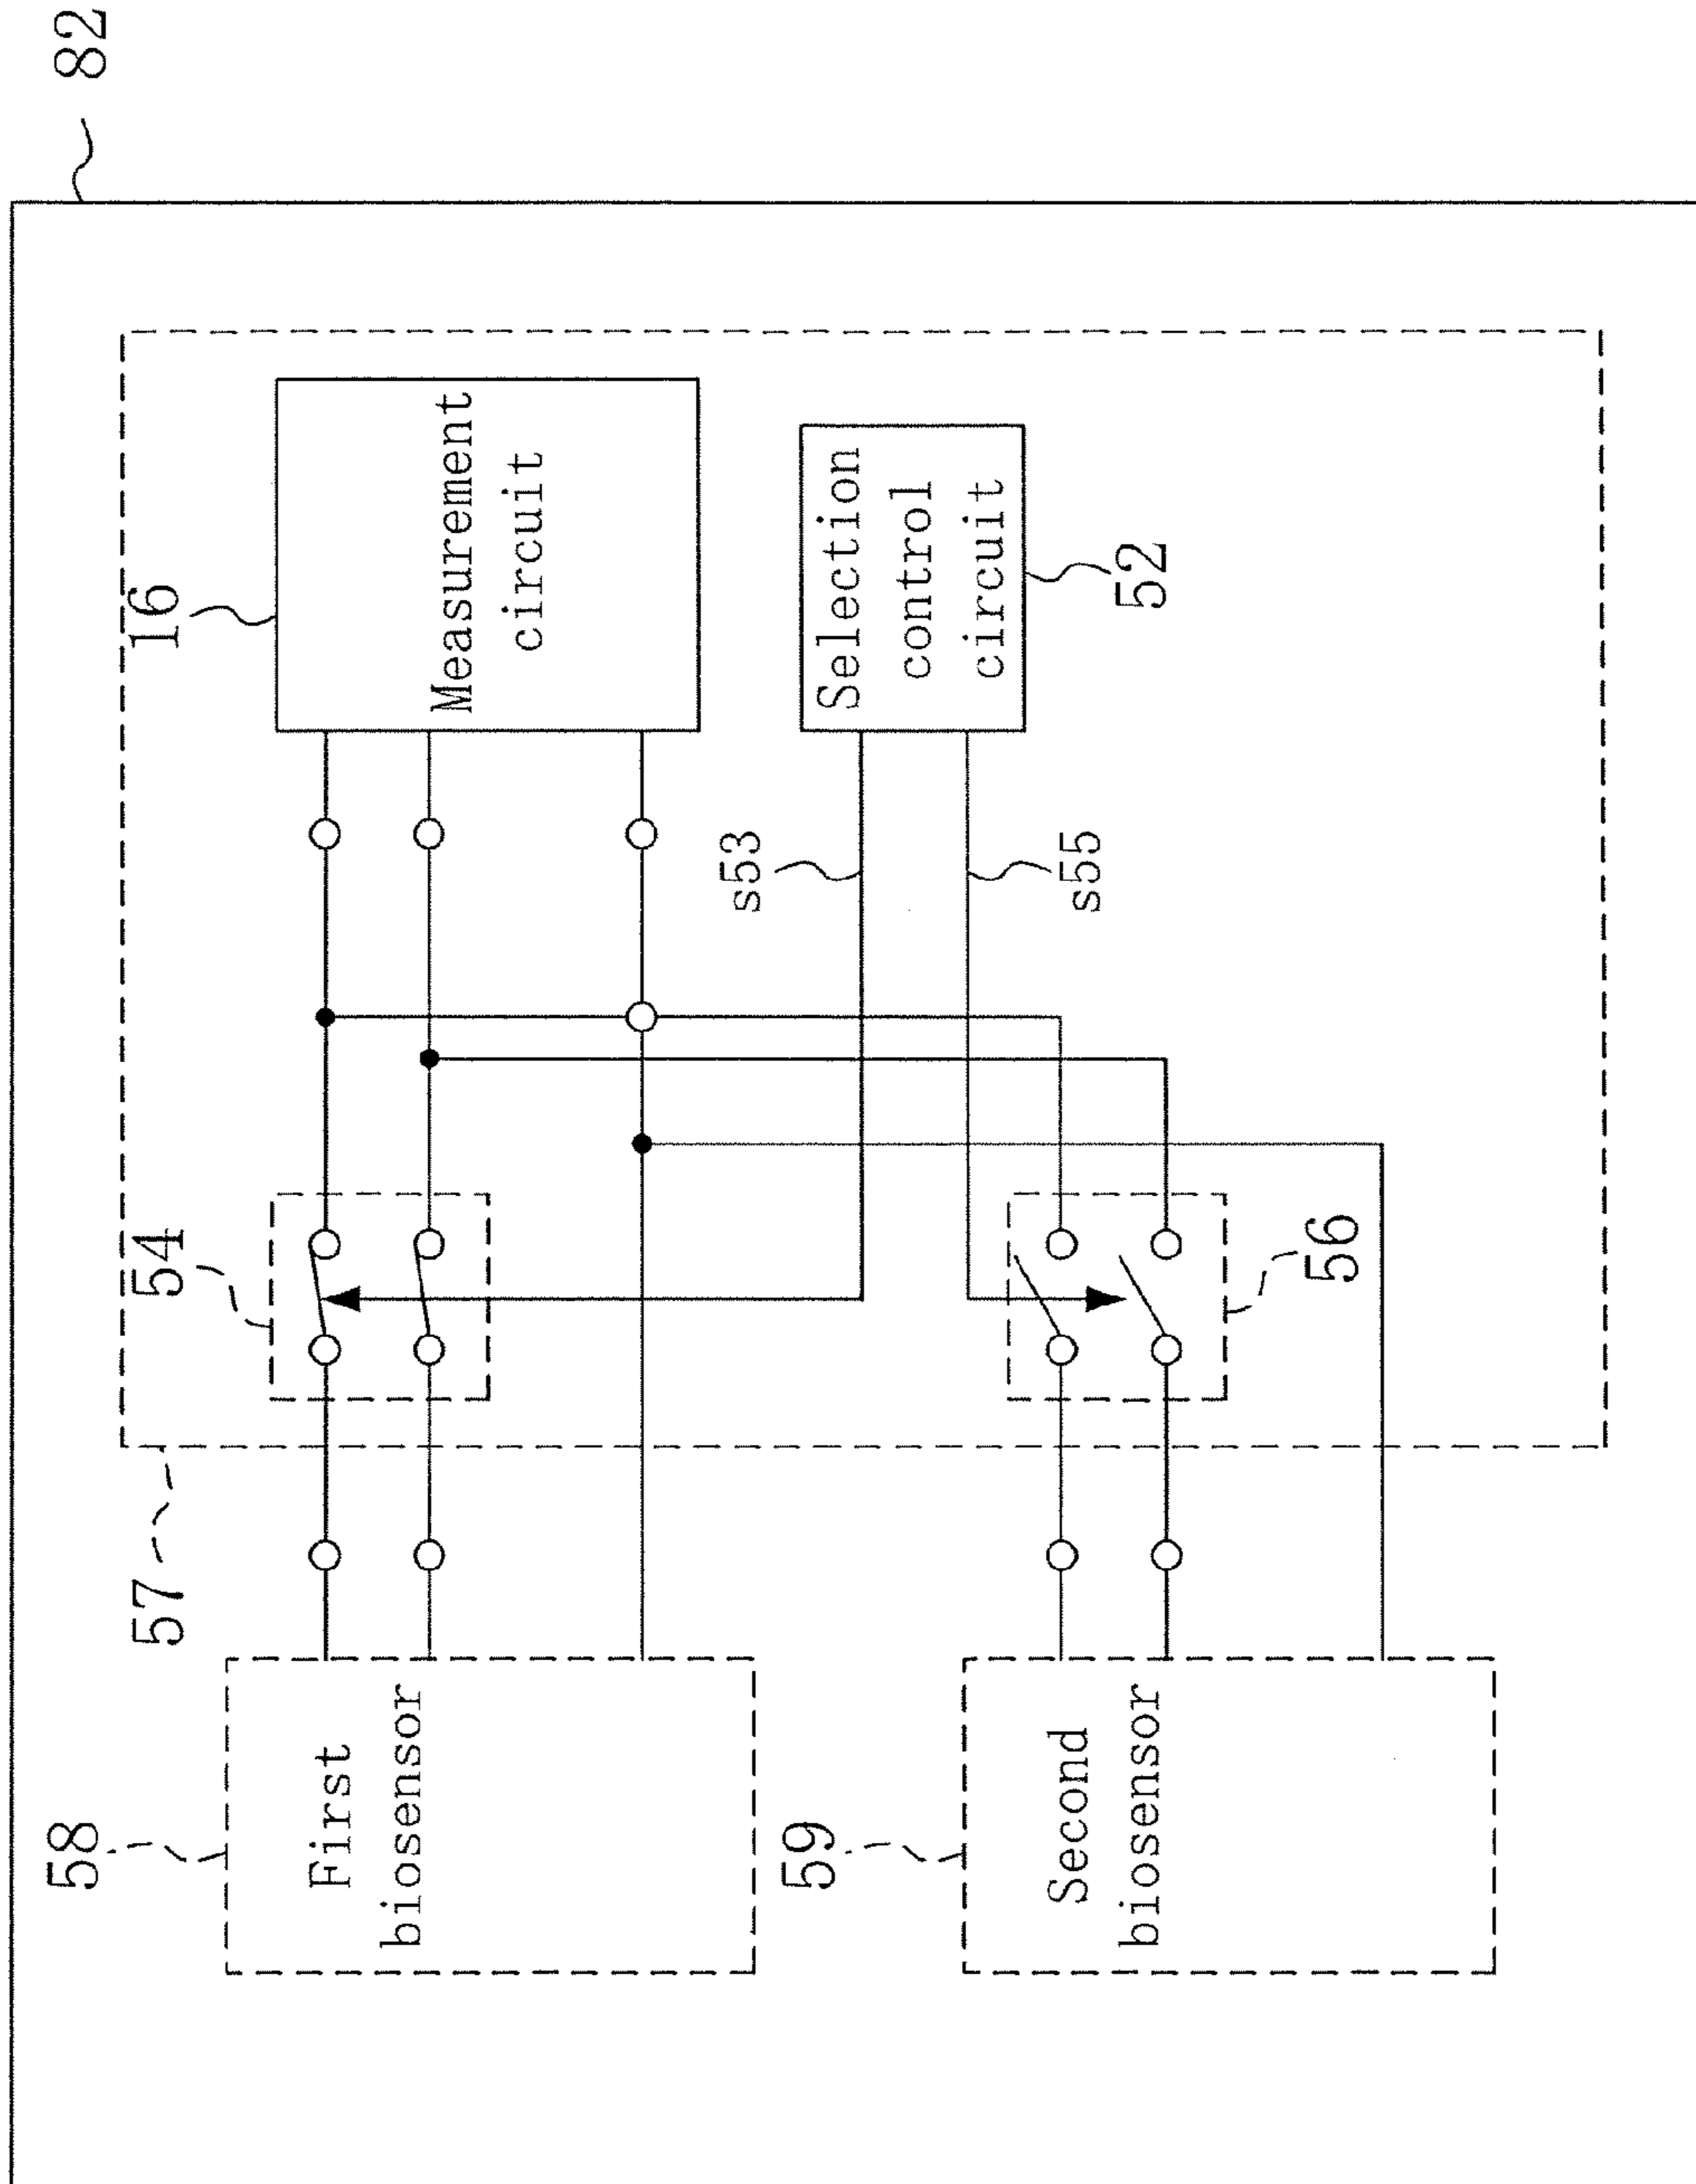 82
16
Measurement
circuit
Selection
control
circuit
52
s53
s55
54
56
57
58
First
biosensor
59
Second
biosensor